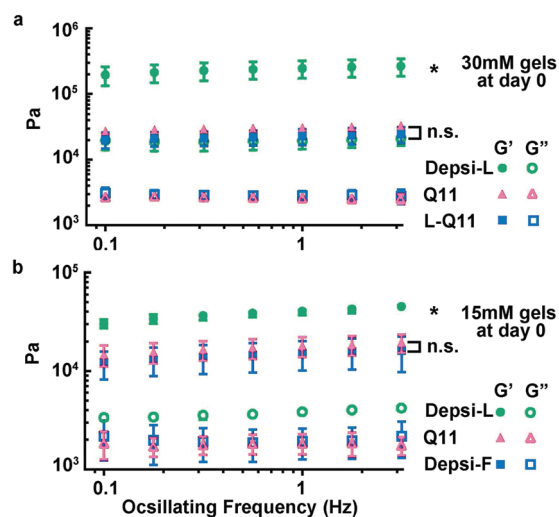 a
10⁶
10⁵
10⁴
10³
Pa
0.1
1
*
30mM gels
at day 0
n.s.
G' G"
Depsi-L
Q11
L-Q11
b
10⁵
10⁴
10³
Pa
0.1
1
Ocsillating Frequency (Hz)
*
15mM gels
at day 0
n.s.
G' G"
Depsi-L
Q11
Depsi-F